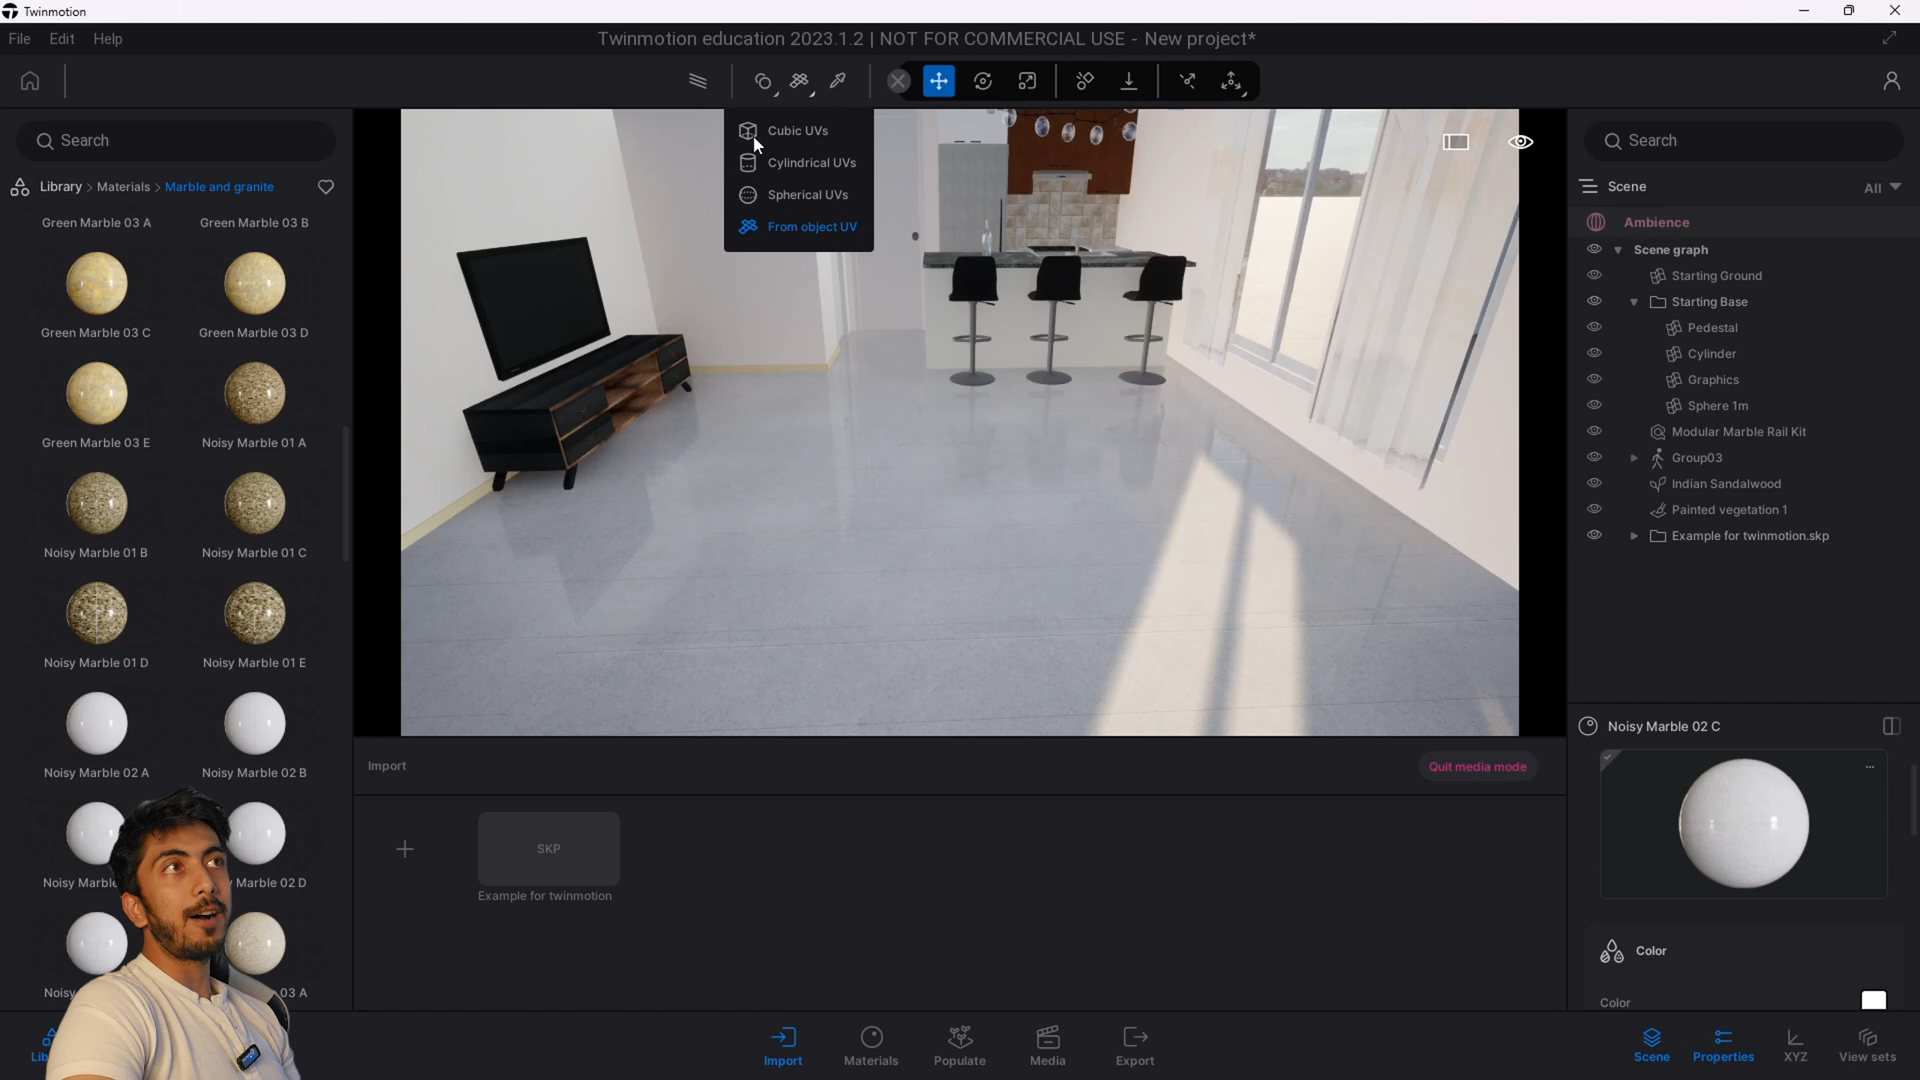 Twinmotion
File Edit Help
Twinmotion education 2023.1.2 | NOT FOR COMMERCIAL USE - New project*
Search
Library > Materials > Marble and granite
Green Marble 03 A Green Marble 03 B
Green Marble 03 C Green Marble 03 D
Green Marble 03 E Noisy Marble 01 A
Noisy Marble 01 B Noisy Marble 01 C
Noisy Marble 01 D Noisy Marble 01 E
Noisy Marble 02 A Noisy Marble 02 B
Noisy Marble Marble 02 D
Noisy 03 A
Cubic UVs
Cylindrical UVs
Spherical UVs
From object UV
Search
Scene All
Ambience
Scene graph
Starting Ground
Starting Base
Pedestal
Cylinder
Graphics
Sphere 1m
Modular Marble Rail Kit
Group03
Indian Sandalwood
Painted vegetation 1
Example for twinmotion.skp
Noisy Marble 02 C
Color
Color
Import Quit media mode
SKP
Example for twinmotion
Import Materials Populate Media Export
Scene Properties XYZ View sets